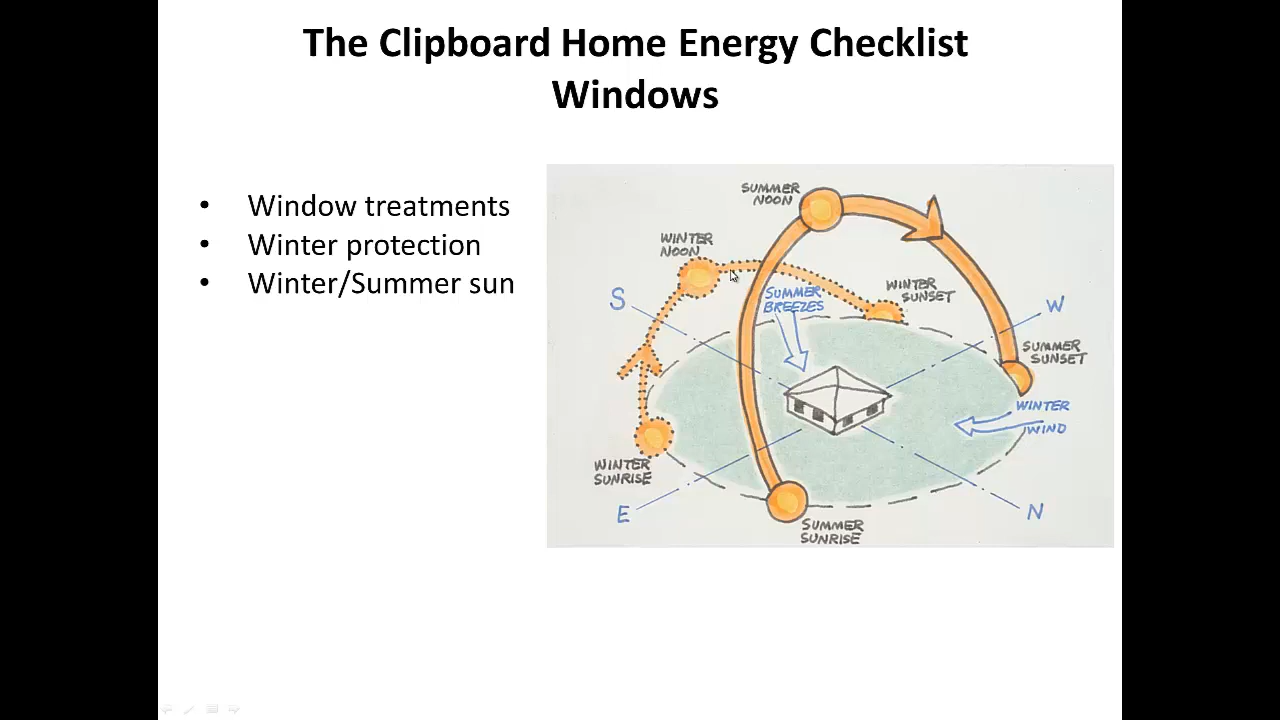 The Clipboard Home Energy Checklist
Windows
• Window treatments
• Winter protection
• Winter/Summer sun
SUMMER
NOON
WINTER
NOON
SUMMER
BREEZES
WINTER
SUNSET
S
W
SUMMER
SUNSET
WINTER
WIND
WINTER
SUNRISE
E
N
SUMMER
SUNRISE